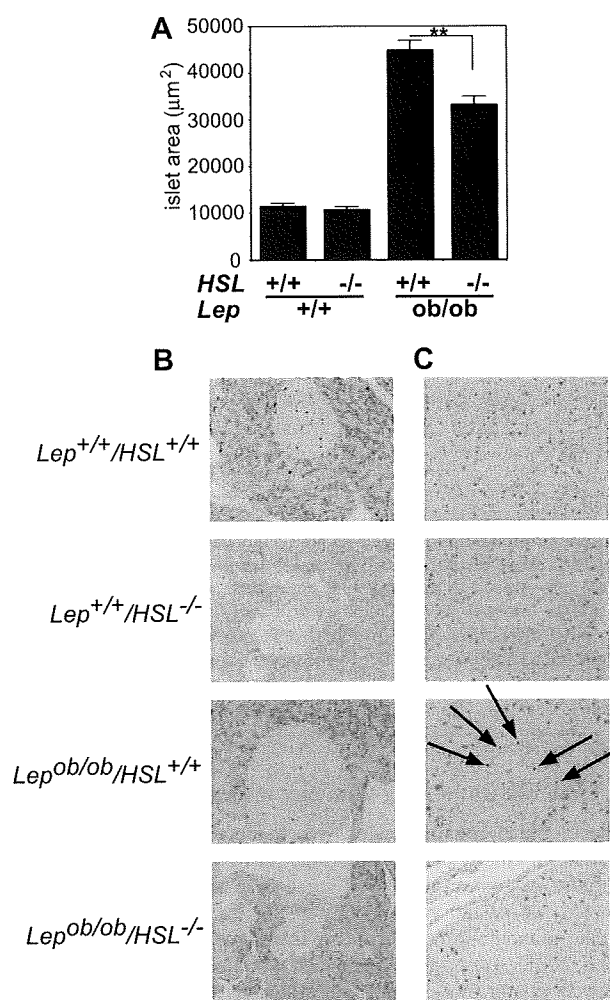 A
50000
**
40000
30000
20000
10000
0
islet area (μm²)
HSL +/+ -/- +/+ -/-
Lep +/+ ob/ob
B C
Lep+/+/HSL+/+
Lep+/+/HSL-/-
Lepob/ob/HSL+/+
Lepob/ob/HSL-/-